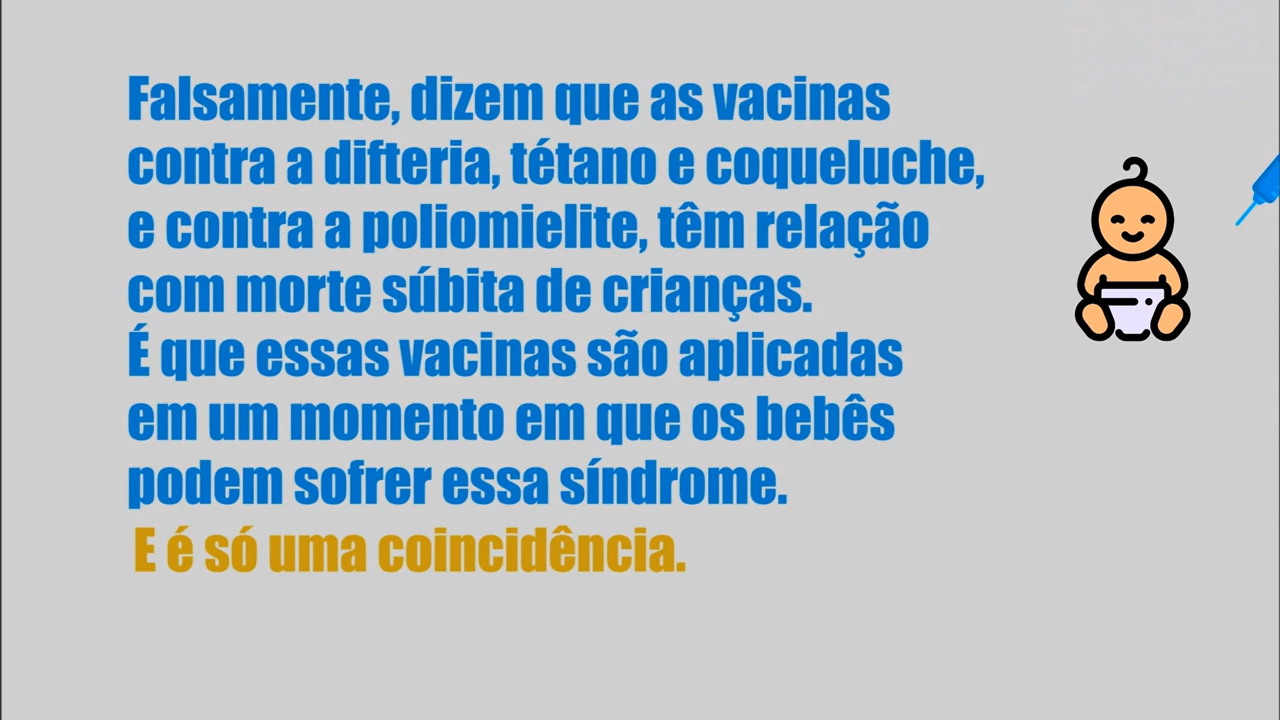 Falsamente, dizem que as vacinas
contra a difteria, tétano e coqueluche,
e contra a poliomielite, têm relação
com morte súbita de crianças.
É que essas vacinas são aplicadas
em um momento em que os bebês
podem sofrer essa síndrome.
E é só uma coincidência.